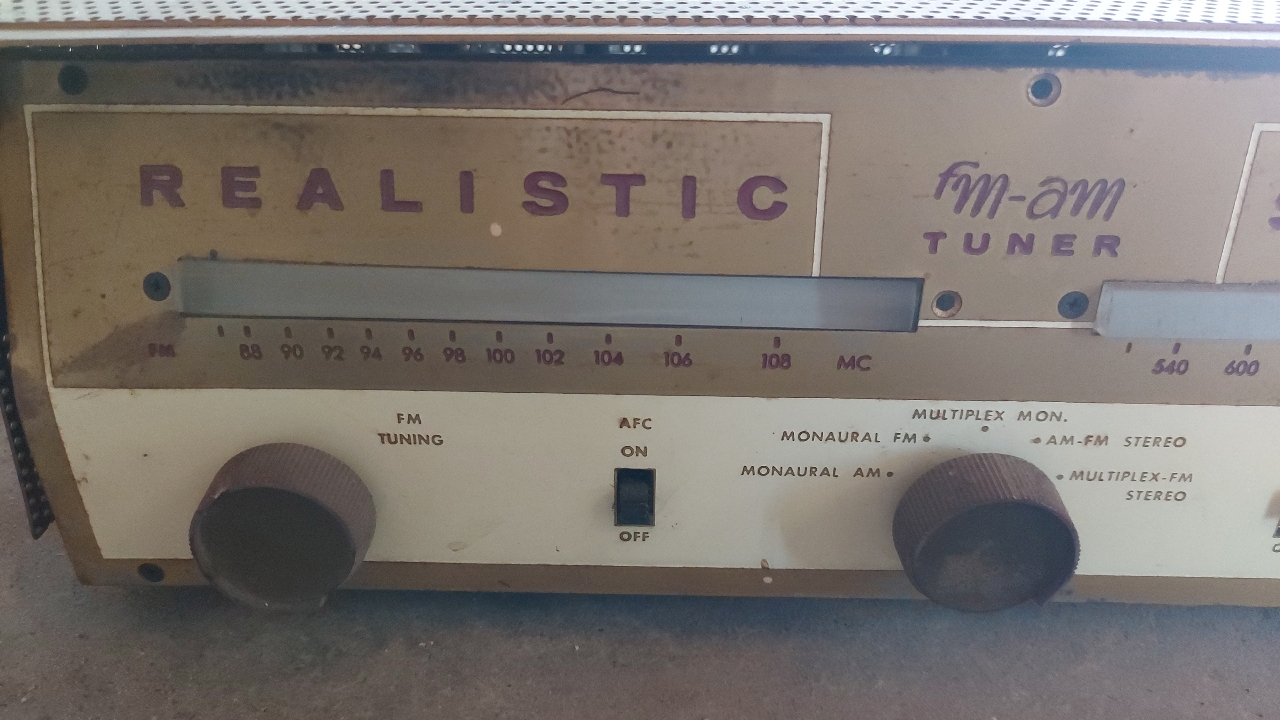 REALISTIC
fm-am
TUNER
FM 88 90 92 94 96 98 100 102 104 106 108 MC
540 600
FM
TUNING
AFC
ON
OFF
MULTIPLEX MON.
MONAURAL FM
AM-FM STEREO
MONAURAL AM
MULTIPLEX-FM
STEREO